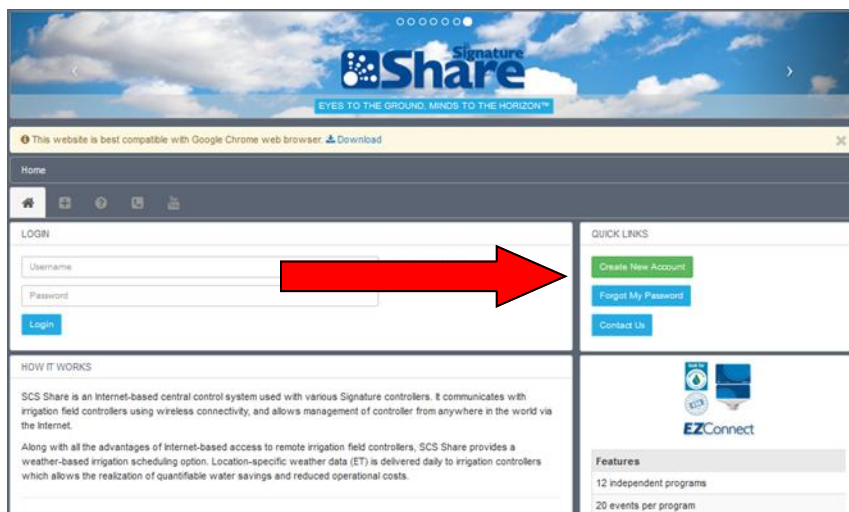 Signature
Share
EYES TO THE GROUND, MINDS TO THE HORIZON™
This website is best compatible with Google Chrome web browser. Download
Home
LOGIN
Username
Password
Login
QUICK LINKS
Create New Account
Forgot My Password
Contact Us
HOW IT WORKS
SCS Share is an Internet-based central control system used with various Signature controllers. It communicates with
irrigation field controllers using wireless connectivity, and allows management of controller from anywhere in the world via
the Internet.
Along with all the advantages of Internet-based access to remote irrigation field controllers, SCS Share provides a
weather-based irrigation scheduling option. Location-specific weather data (ET) is delivered daily to irrigation controllers
which allows the realization of quantifiable water savings and reduced operational costs.
EZConnect
Features
12 independent programs
20 events per program